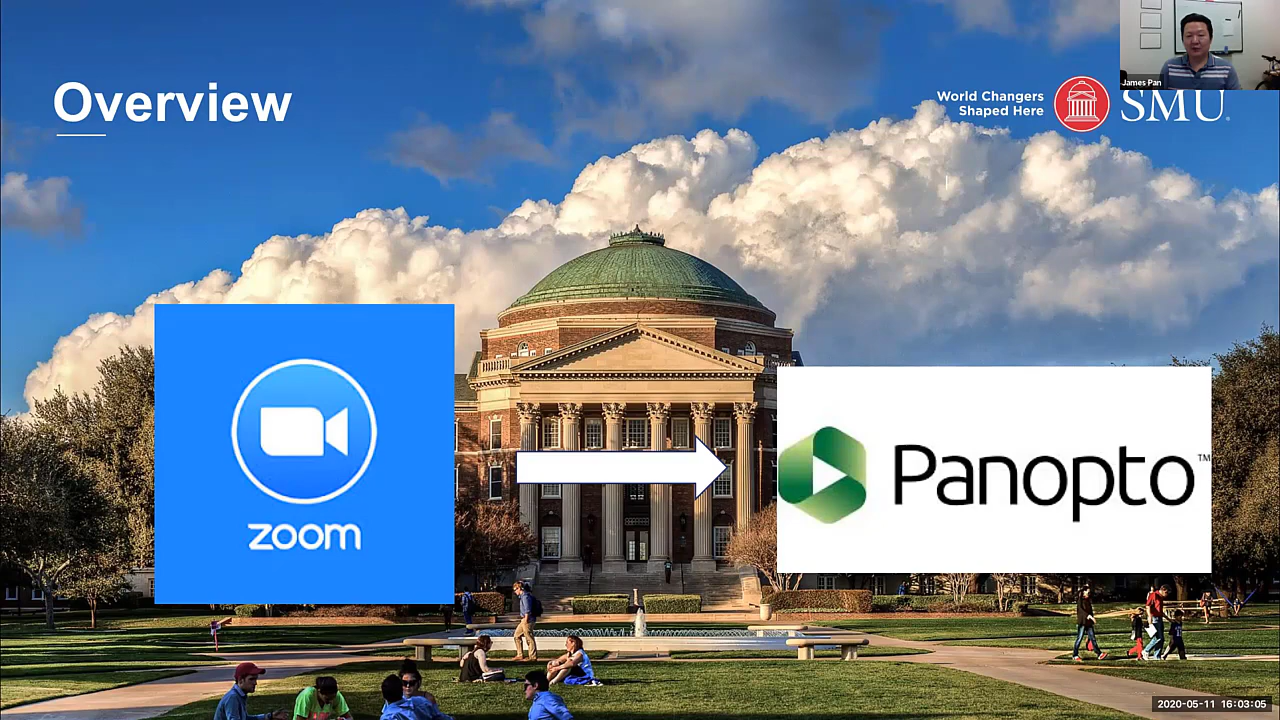 James Pan
Overview
World Changers
Shaped Here
SMU
zoom
Panopto™
2020-05-11 16:03:05